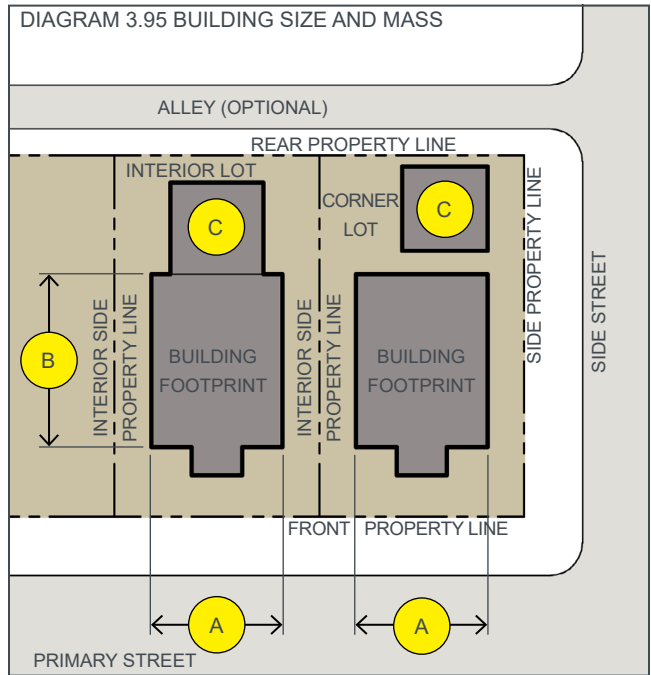 DIAGRAM 3.95 BUILDING SIZE AND MASS
ALLEY (OPTIONAL)
REAR PROPERTY LINE
INTERIOR LOT
CORNER
LOT
C
C
SIDE PROPERTY LINE
SIDE STREET
B
INTERIOR SIDE
PROPERTY LINE
BUILDING
FOOTPRINT
INTERIOR SIDE
PROPERTY LINE
BUILDING
FOOTPRINT
FRONT PROPERTY LINE
A
A
PRIMARY STREET